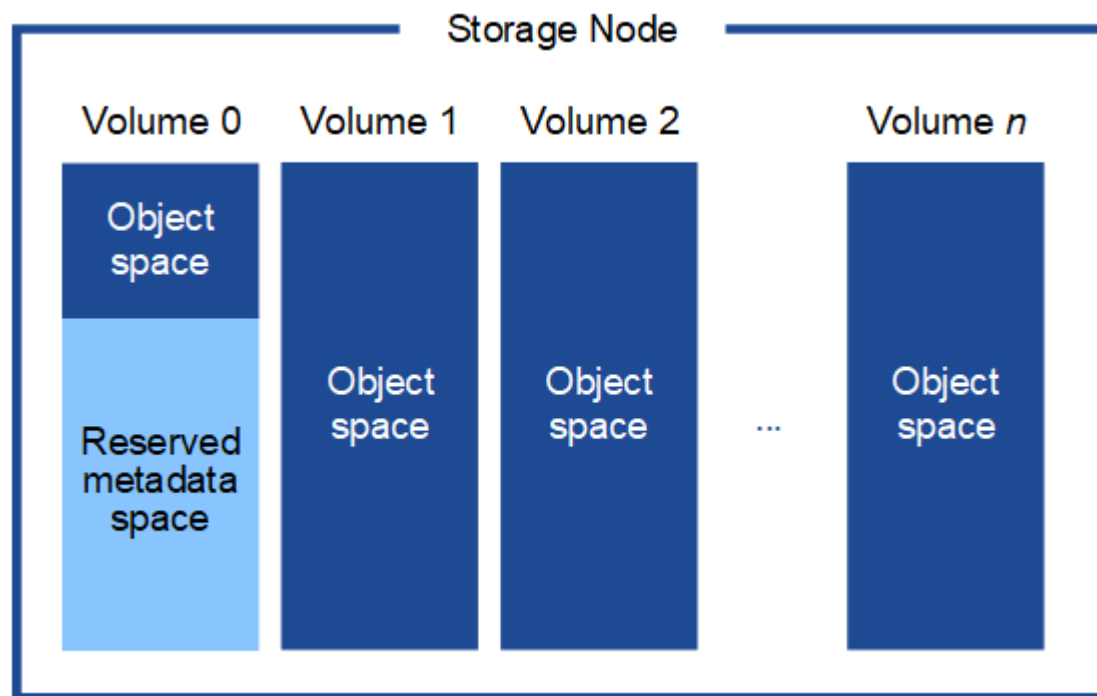 Storage Node
Volume 0
Volume 1
Volume 2
Volume n
Object
space
Reserved
metadata
space
Object
space
Object
space
...
Object
space